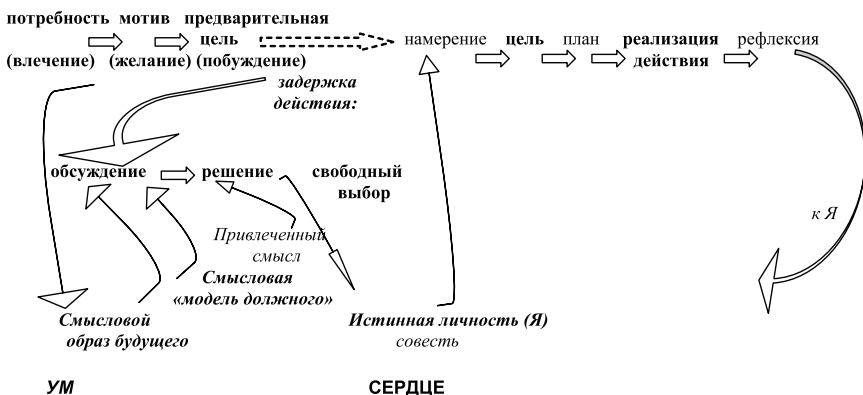 потребность мотив предварительная
цель намерение цель план реализация рефлексия
(влечение) (желание) (побуждение) действия
задержка
действия:
обсуждение решение свободный
выбор
к Я
Привлеченный
смысл
Смысловая
«модель должного»
Смысловой Истинная личность (Я)
образ будущего совесть
УМ СЕРДЦЕ